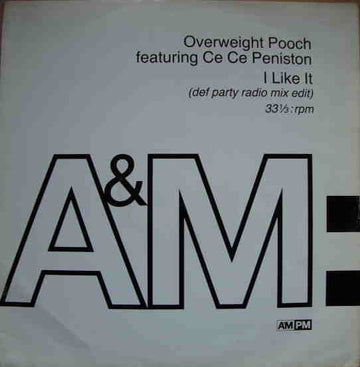 Overweight Pooch
featuring Ce Ce Peniston
I Like It
(def party radio mix edit)
33⅓:rpm
A&M:
AM PM